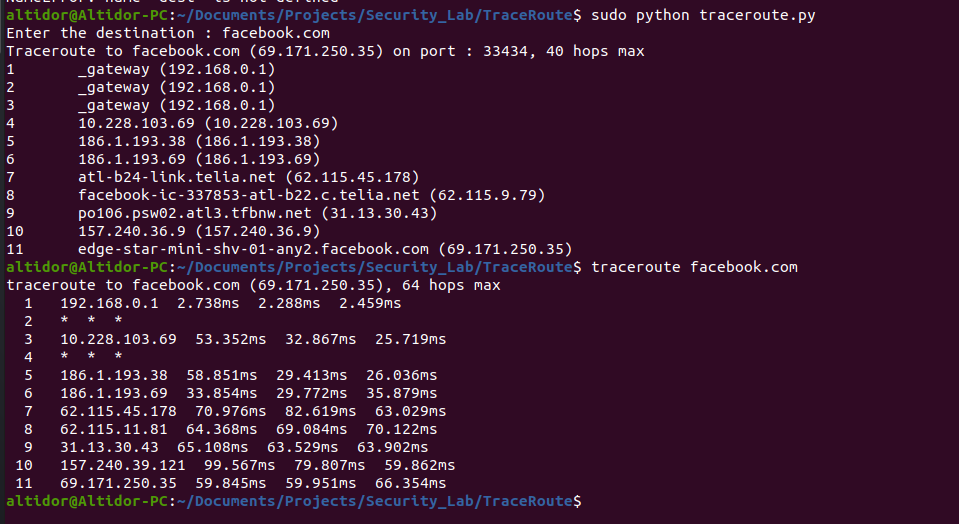 NameError: name 'dest' is not defined
altidor@Altidor-PC:~/Documents/Projects/Security_Lab/TraceRoute$ sudo python traceroute.py
Enter the destination : facebook.com
Traceroute to facebook.com (69.171.250.35) on port : 33434, 40 hops max
1 _gateway (192.168.0.1)
2 _gateway (192.168.0.1)
3 _gateway (192.168.0.1)
4 10.228.103.69 (10.228.103.69)
5 186.1.193.38 (186.1.193.38)
6 186.1.193.69 (186.1.193.69)
7 atl-b24-link.telia.net (62.115.45.178)
8 facebook-ic-337853-atl-b22.c.telia.net (62.115.9.79)
9 po106.psw02.atl3.tfbnw.net (31.13.30.43)
10 157.240.36.9 (157.240.36.9)
11 edge-star-mini-shv-01-any2.facebook.com (69.171.250.35)
altidor@Altidor-PC:~/Documents/Projects/Security_Lab/TraceRoute$ traceroute facebook.com
traceroute to facebook.com (69.171.250.35), 64 hops max
1 192.168.0.1 2.738ms 2.288ms 2.459ms
2 * * *
3 10.228.103.69 53.352ms 32.867ms 25.719ms
4 * * *
5 186.1.193.38 58.851ms 29.413ms 26.036ms
6 186.1.193.69 33.854ms 29.772ms 35.879ms
7 62.115.45.178 70.976ms 82.619ms 63.029ms
8 62.115.11.81 64.368ms 69.084ms 70.122ms
9 31.13.30.43 65.108ms 63.529ms 63.902ms
10 157.240.39.121 99.567ms 79.807ms 59.862ms
11 69.171.250.35 59.845ms 59.951ms 66.354ms
altidor@Altidor-PC:~/Documents/Projects/Security_Lab/TraceRoute$